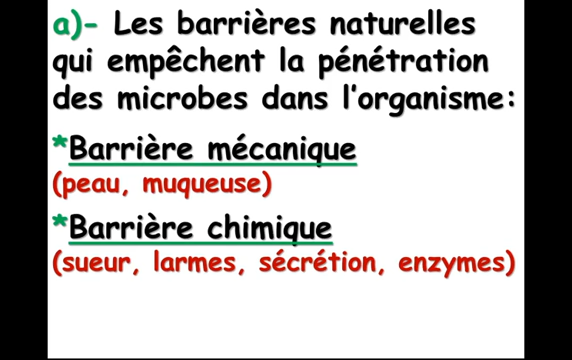 a)- Les barrières naturelles
qui empêchent la pénétration
des microbes dans l'organisme:
*Barrière mécanique
(peau, muqueuse)
*Barrière chimique
(sueur, larmes, sécrétion, enzymes)